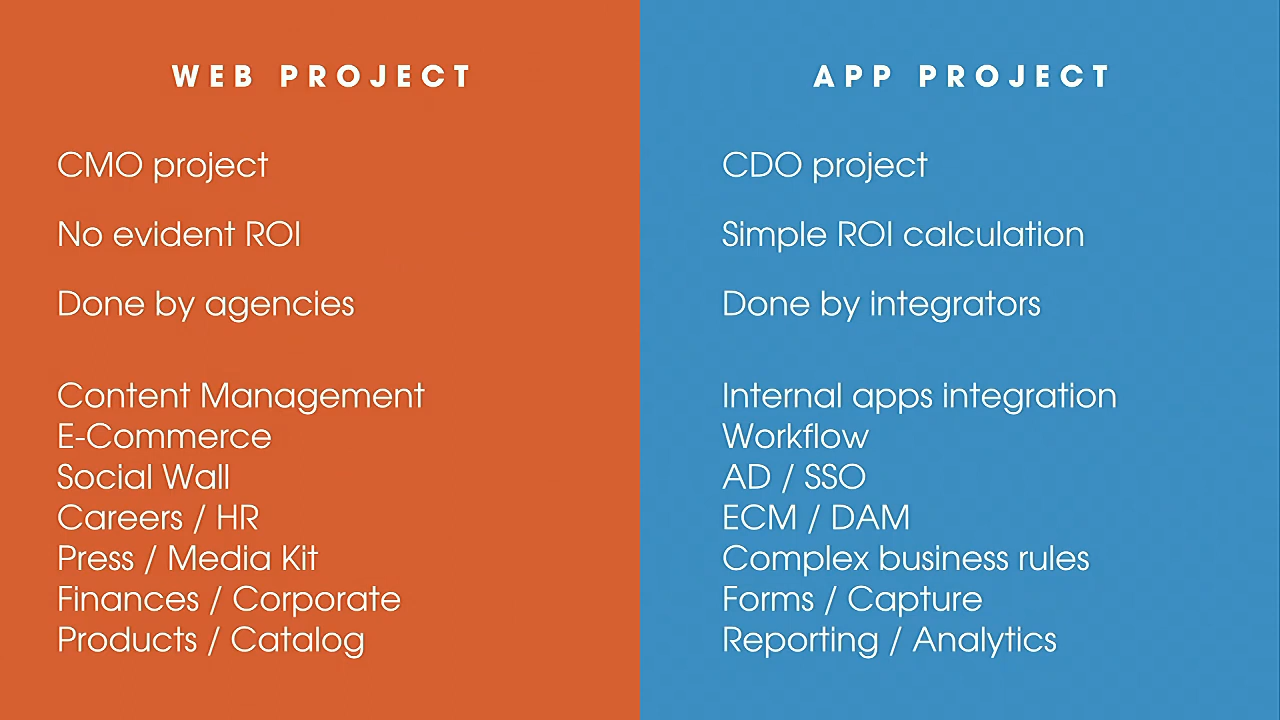 WEB PROJECT
CMO project
No evident ROI
Done by agencies
Content Management
E-Commerce
Social Wall
Careers / HR
Press / Media Kit
Finances / Corporate
Products / Catalog
APP PROJECT
CDO project
Simple ROI calculation
Done by integrators
Internal apps integration
Workflow
AD / SSO
ECM / DAM
Complex business rules
Forms / Capture
Reporting / Analytics